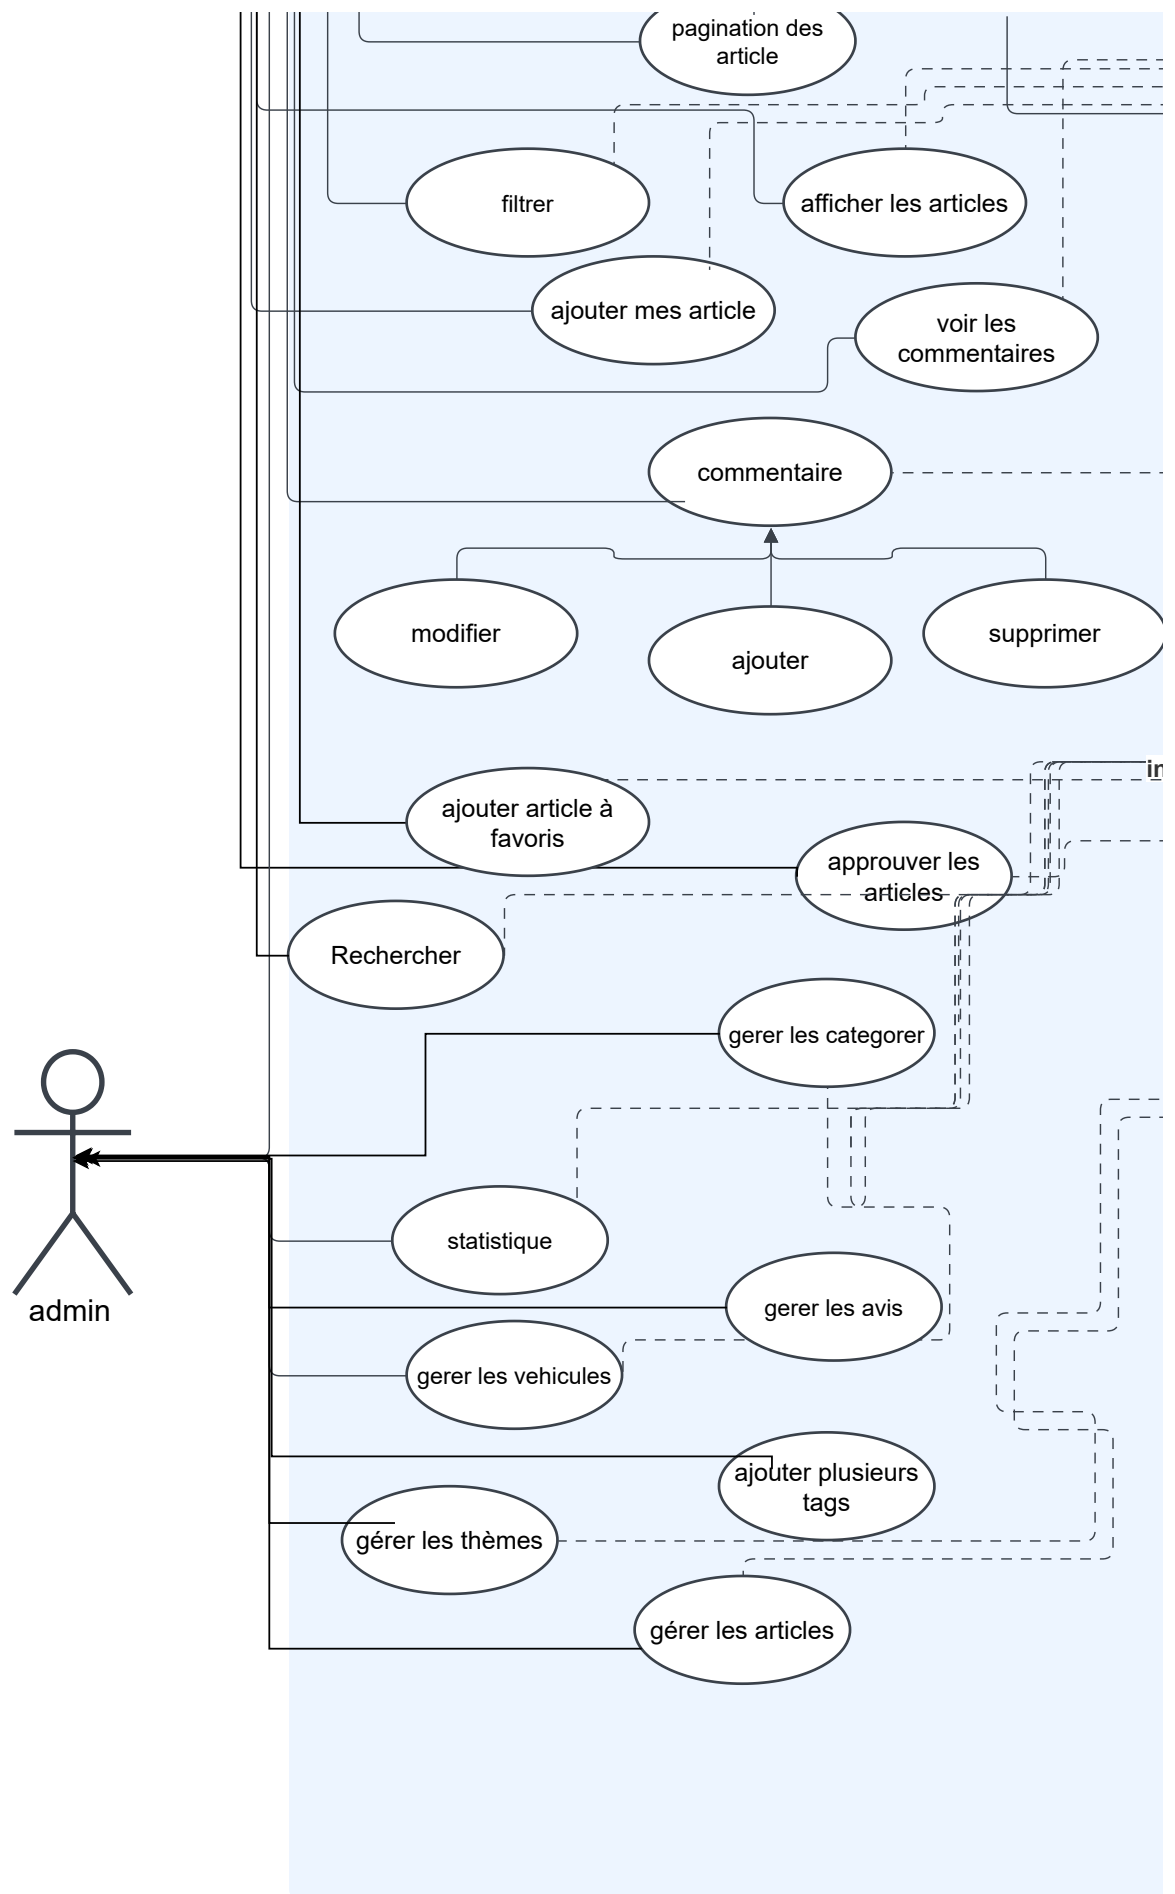 pagination des
article
filtrer
afficher les articles
ajouter mes article
voir les
commentaires
commentaire
modifier
ajouter
supprimer
in
ajouter article à
favoris
approuver les
articles
Rechercher
gerer les categorer
admin
statistique
gerer les avis
gerer les vehicules
ajouter plusieurs
tags
gérer les thèmes
gérer les articles